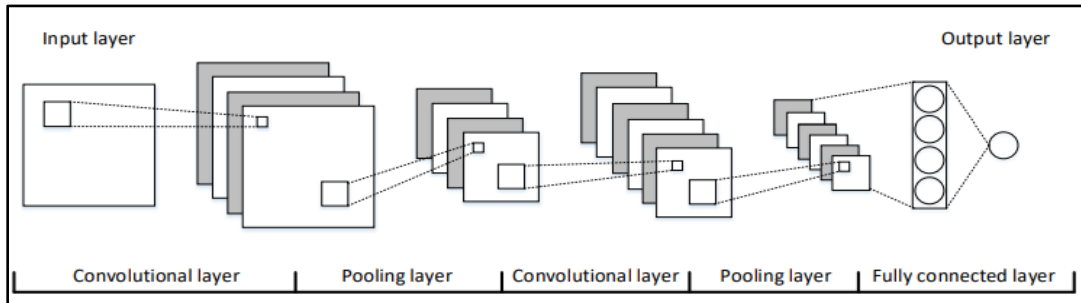 Input layer
Output layer
Convolutional layer
Pooling layer
Convolutional layer
Pooling layer
Fully connected layer